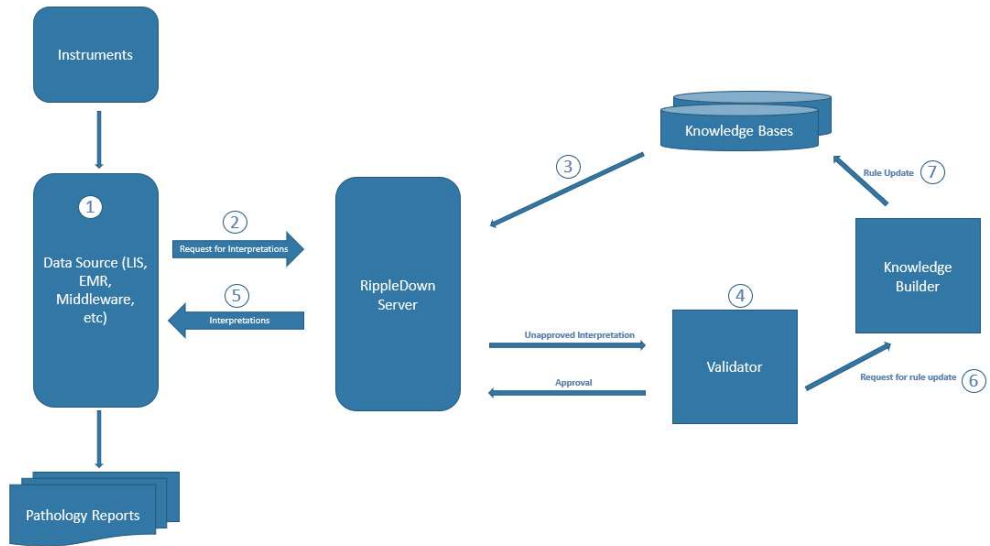 Instruments
Knowledge Bases
3
Rule Update
7
1
2
Request for Interpretations
Data Source (LIS,
EMR,
Middleware,
etc)
RippleDown
Server
Knowledge
Builder
5
Interpretations
4
Unapproved Interpretation
Validator
Approval
Request for rule update
6
Pathology Reports